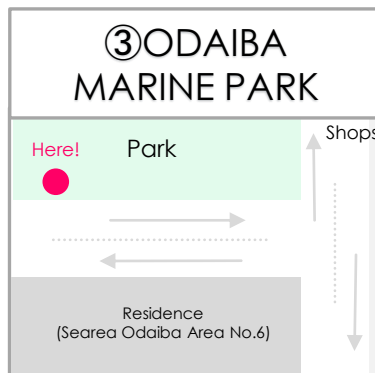 ③ODAIBA
MARINE PARK
Shops
Here!
Park
Residence
(Searea Odaiba Area No.6)